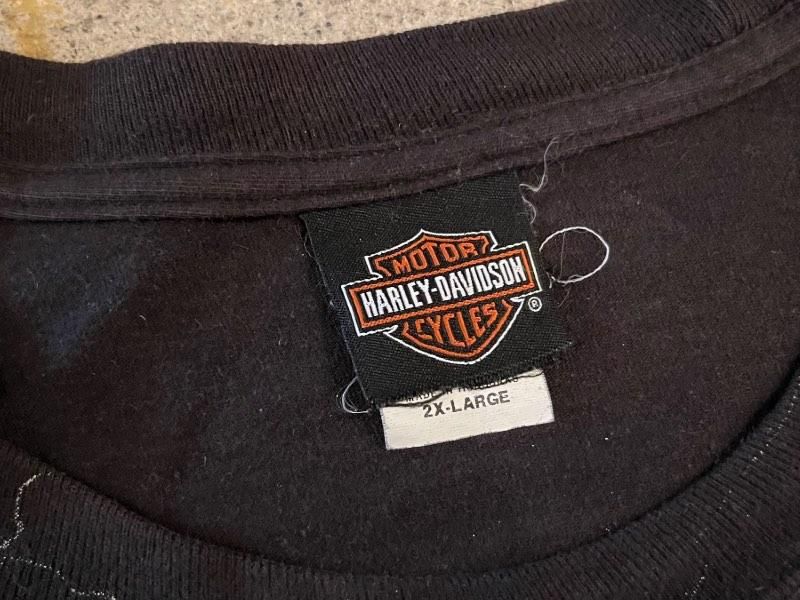 MOTOR
HARLEY-DAVIDSON
CYCLES
®
2X-LARGE